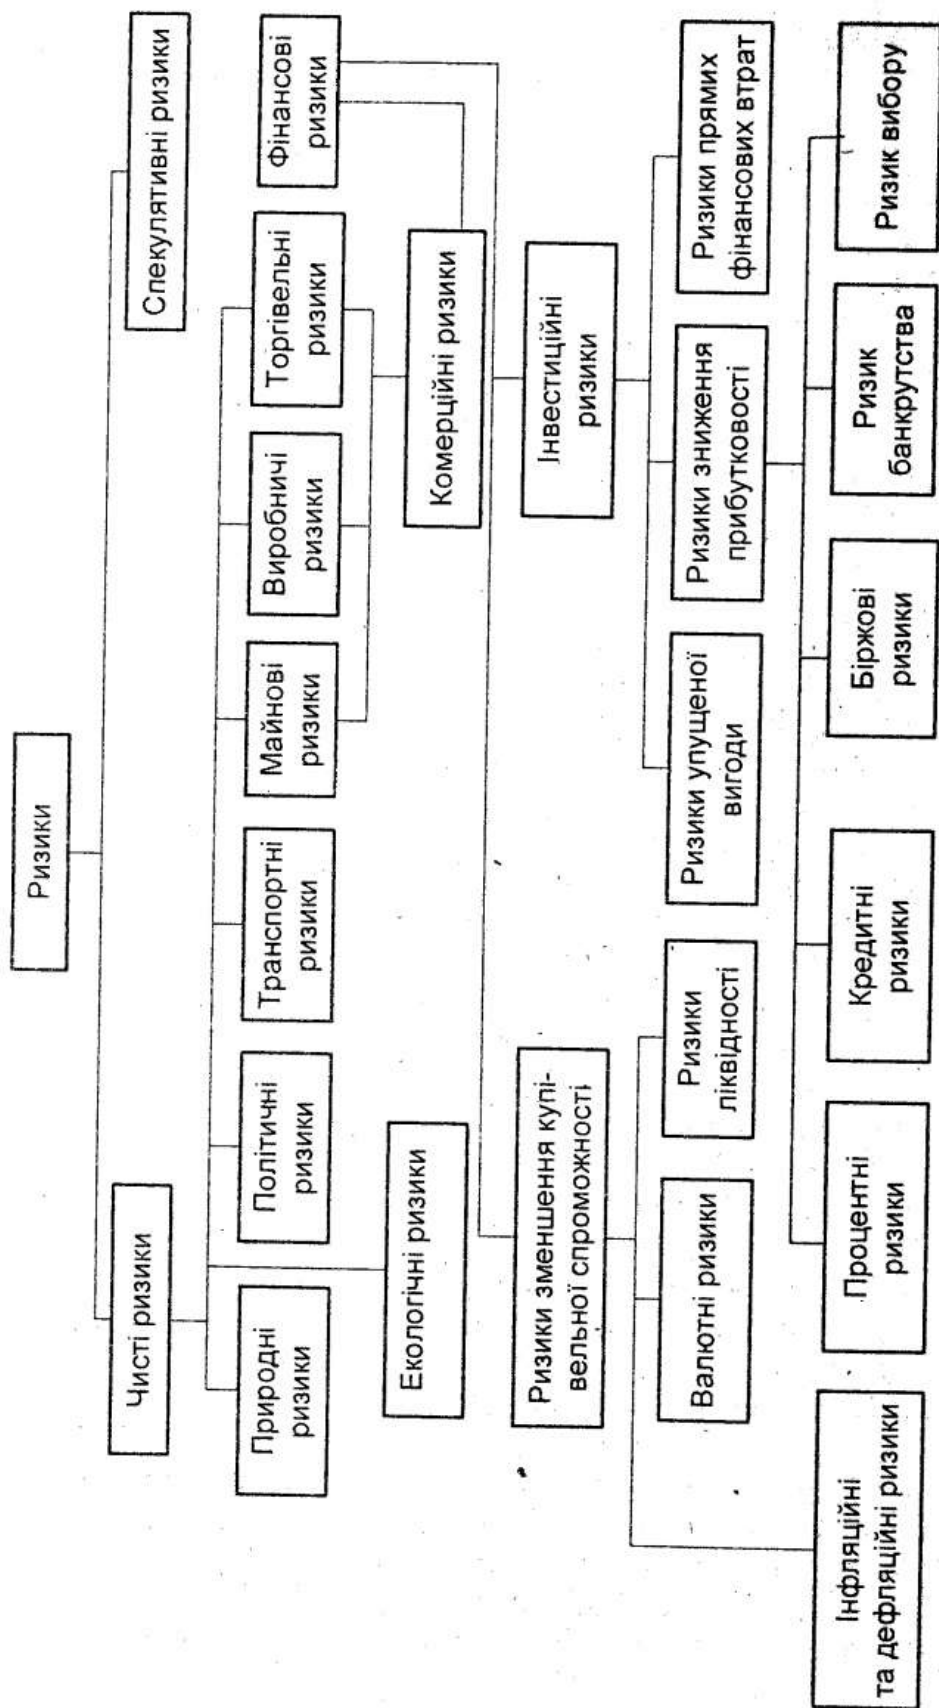 Ризики
Чисті ризики
Спекулятивні ризики
Природні
ризики
Політичні
ризики
Транспортні
ризики
Майнові
ризики
Виробничі
ризики
Торгівельні
ризики
Фінансові
ризики
Екологічні ризики
Комерційні ризики
Ризики зменшення купі-
вельної спроможності
Інвестиційні
ризики
Валютні ризики
Ризики
ліквідності
Ризики упущеної
вигоди
Ризики зниження
прибутковості
Ризики прямих
фінансових втрат
Інфляційні
та дефляційні ризики
Процентні
ризики
Кредитні
ризики
Біржові
ризики
Ризик
банкрутства
Ризик вибору